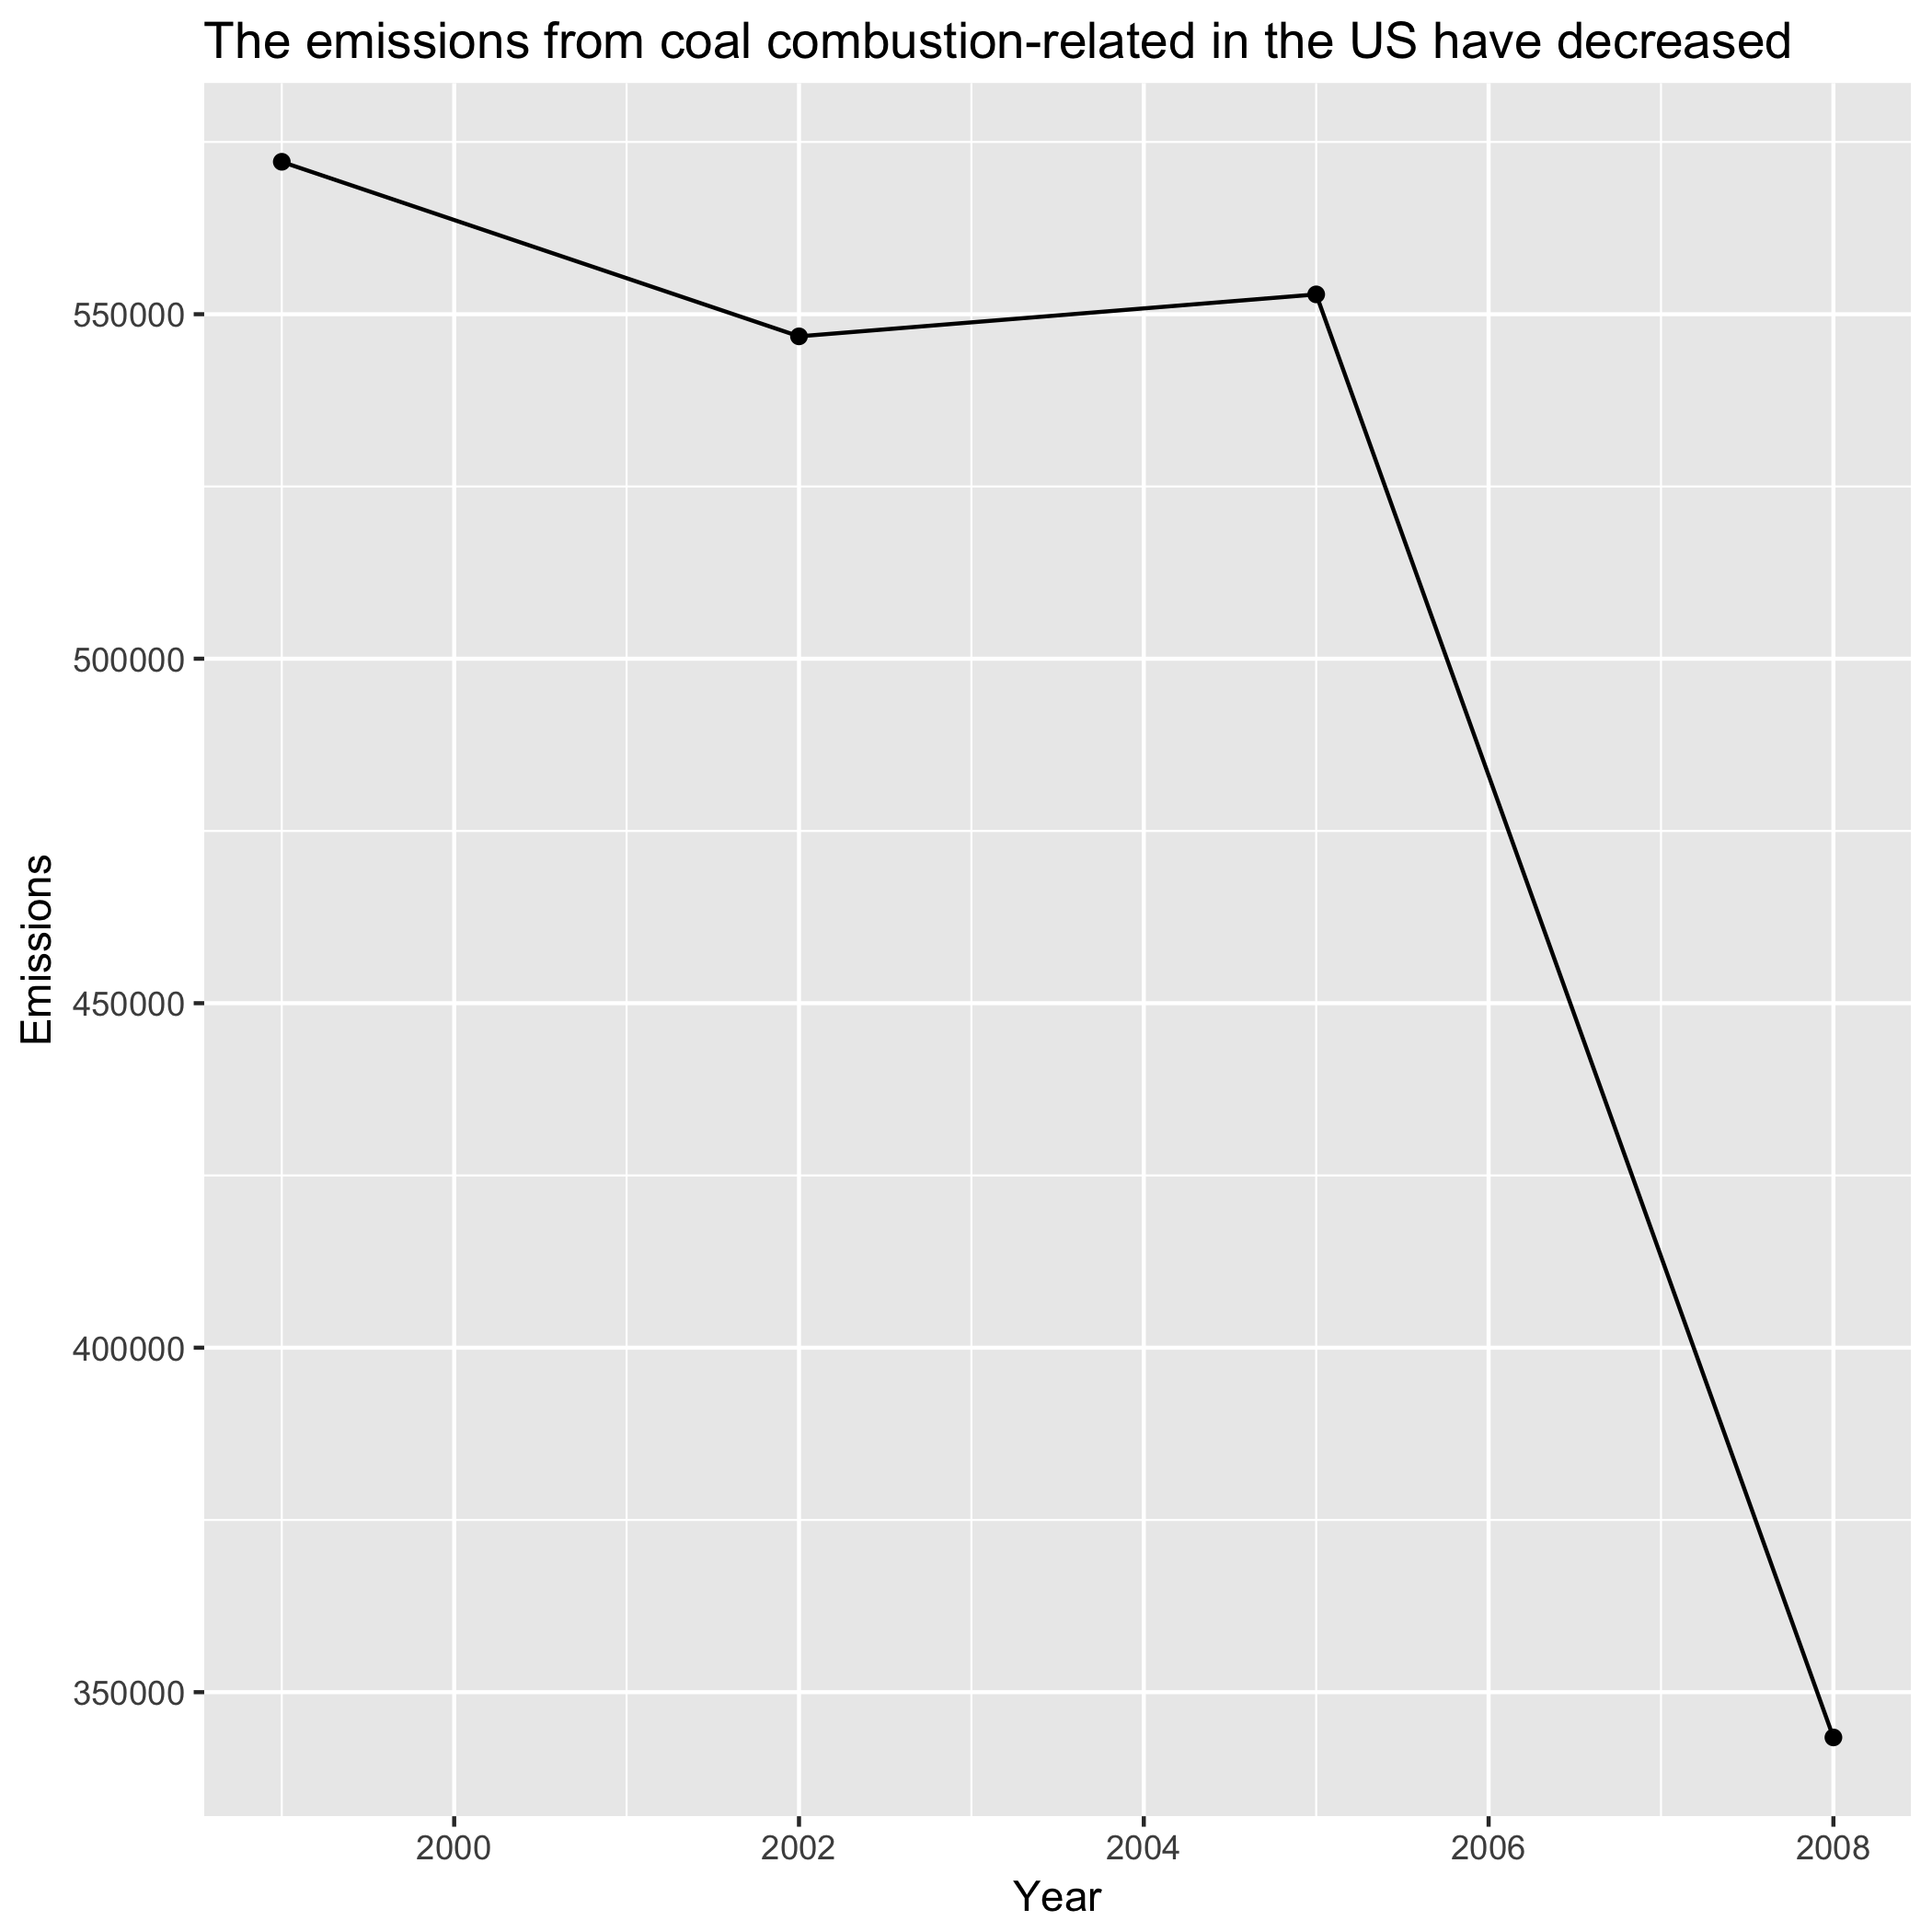 The emissions from coal combustion-related in the US have decreased
550000
500000
450000
400000
350000
Emissions
2000 2002 2004 2006 2008
Year